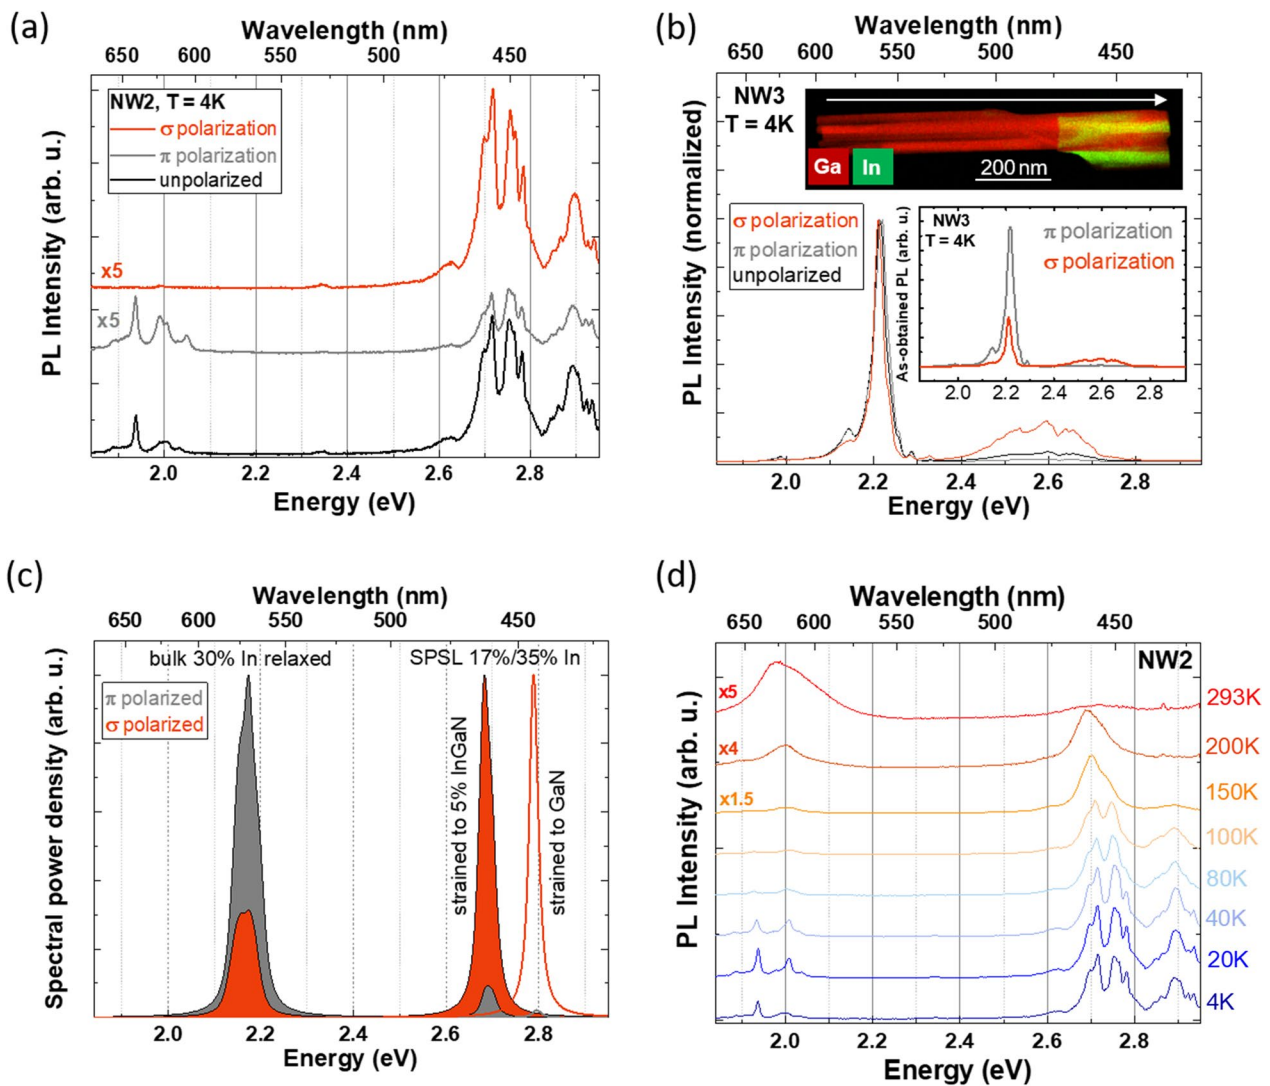 (a)
Wavelength (nm)
650 600 550 500 450
NW2, T = 4K
σ polarization
π polarization
unpolarized
x5
x5
PL Intensity (arb. u.)
2.0 2.2 2.4 2.6 2.8
Energy (eV)
(b)
Wavelength (nm)
650 600 550 500 450
NW3
T = 4K
Ga In
200 nm
σ polarization
π polarization
unpolarized
NW3
T = 4K
π polarization
σ polarization
As-obtained PL (arb. u.)
2.0 2.2 2.4 2.6 2.8
PL Intensity (normalized)
2.0 2.2 2.4 2.6 2.8
Energy (eV)
(c)
Wavelength (nm)
650 600 550 500 440
bulk 30% In relaxed
SPSL 17%/35% In
π polarized
σ polarized
strained to 5% InGaN
strained to GaN
Spectral power density (arb. u.)
2.0 2.2 2.4 2.6 2.8
Energy (eV)
(d)
Wavelength (nm)
650 600 550 500 450
NW2
x5
293K
x4
200K
x1.5
150K
100K
80K
40K
20K
4K
PL Intensity (arb. u.)
2.0 2.2 2.4 2.6 2.8
Energy (eV)